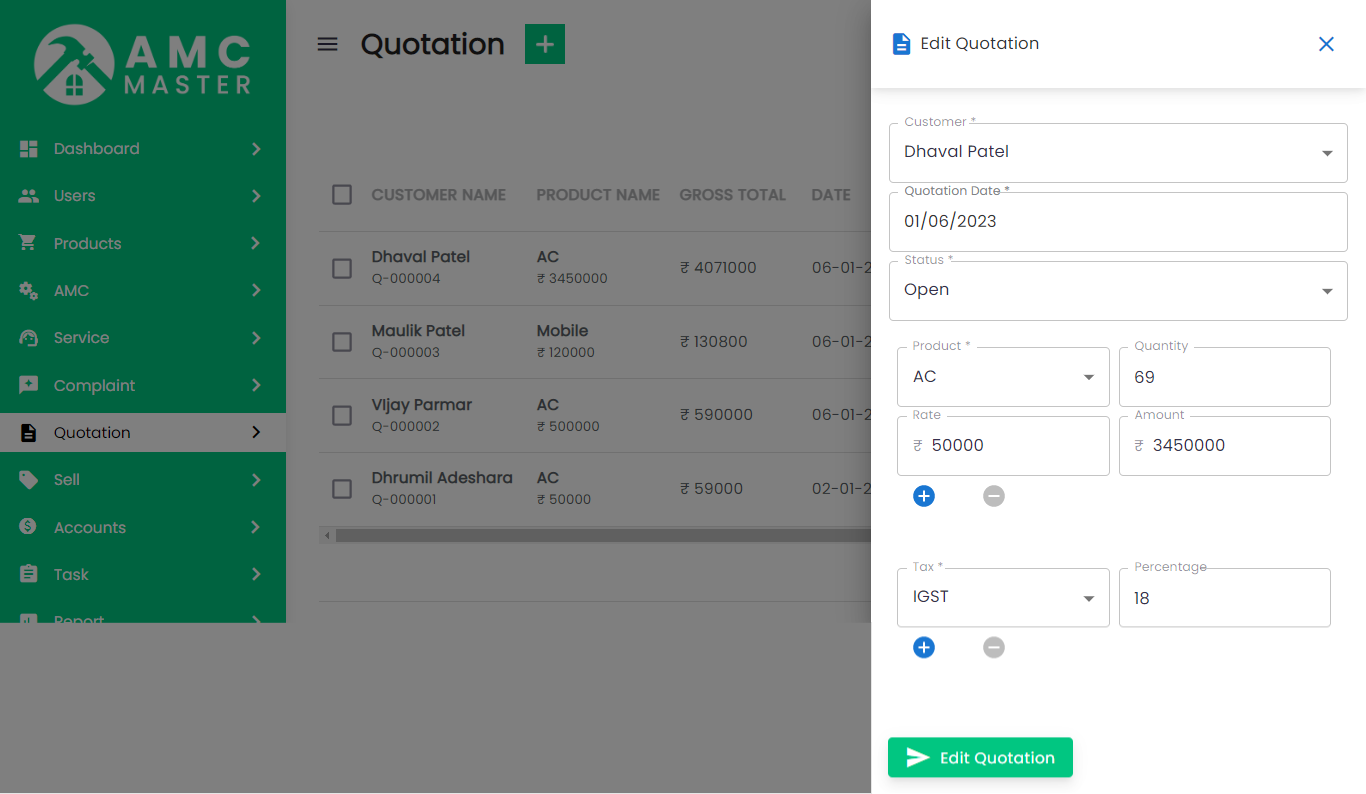 AMC
MASTER
Dashboard
Users
Products
AMC
Service
Complaint
Quotation
Sell
Accounts
Task
Report
Quotation
CUSTOMER NAME PRODUCT NAME GROSS TOTAL DATE
Dhaval Patel AC
Q-000004 ₹ 3450000 ₹ 4071000 06-01-2
Maulik Patel Mobile
Q-000003 ₹ 120000 ₹ 130800 06-01-2
VIjay Parmar AC
Q-000002 ₹ 500000 ₹ 590000 06-01-2
Dhrumil Adeshara AC
Q-000001 ₹ 50000 ₹ 59000 02-01-2
Edit Quotation
Customer *
Dhaval Patel
Quotation Date *
01/06/2023
Status *
Open
Product * Quantity
AC 69
Rate Amount
₹ 50000 ₹ 3450000
Tax * Percentage
IGST 18
Edit Quotation